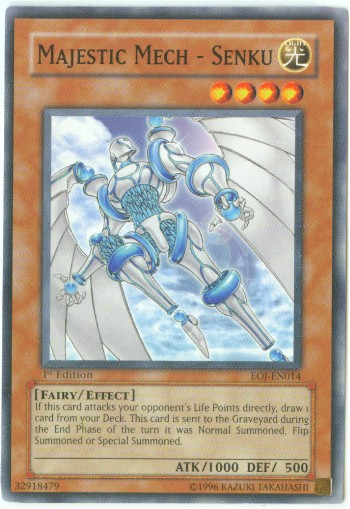 MAJESTIC MECH - SENKU
LIGHT
光
1st Edition
EOJ-EN014
[FAIRY/EFFECT]
If this card attacks your opponent's Life Points directly, draw 1
card from your Deck. This card is sent to the Graveyard during
the End Phase of the turn it was Normal Summoned, Flip
Summoned or Special Summoned.
ATK/1000 DEF/ 500
32918479
©1996 KAZUKI TAKAHASHI